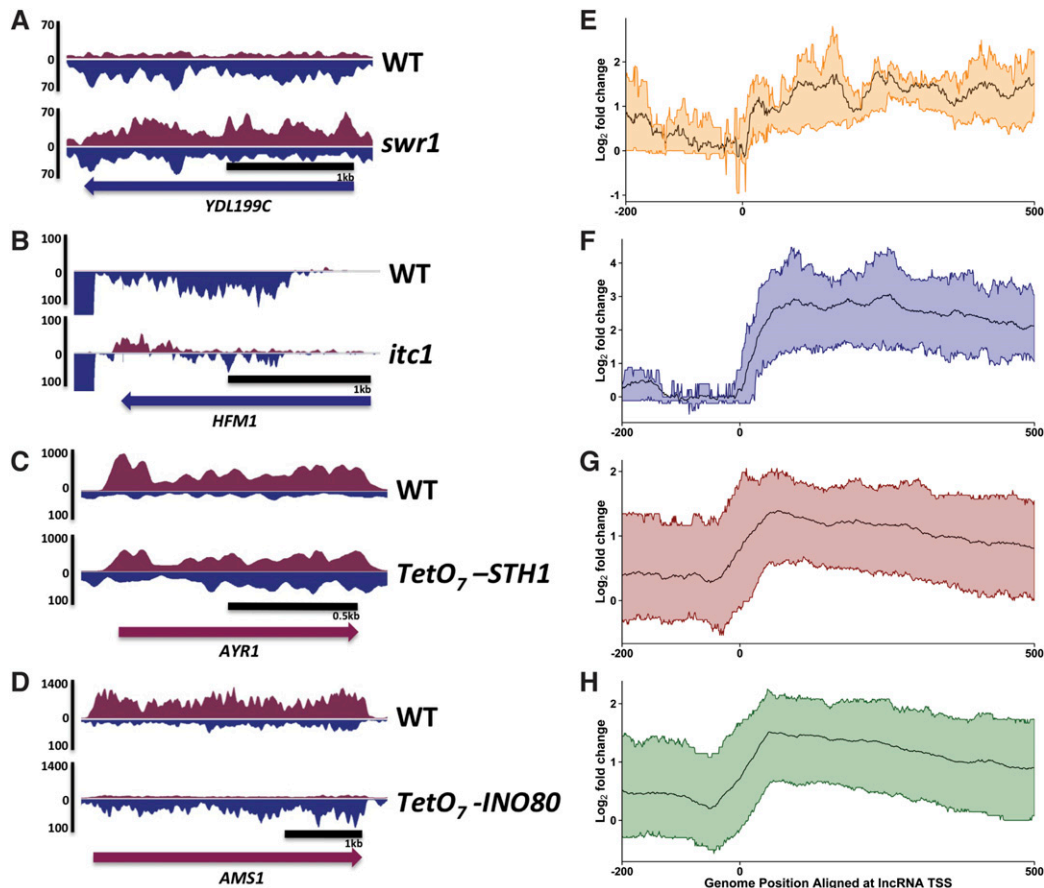 A
70
0
70
WT
70
0
70
swr1
1kb
YDL199C
B
100
0
100
WT
100
0
100
itc1
1kb
HFM1
C
1000
0
100
WT
1000
0
100
TetO7 –STH1
0.5kb
AYR1
D
1400
0
100
WT
1400
0
100
TetO7 -INO80
1kb
AMS1
E
Log2 fold change
2
1
0
-1
-200
0
500
F
Log2 fold change
4
3
2
1
0
-200
0
500
G
Log2 fold change
2
1
0
-200
0
500
H
Log2 fold change
2
1
0
-200
0
500
Genome Position Aligned at lncRNA TSS